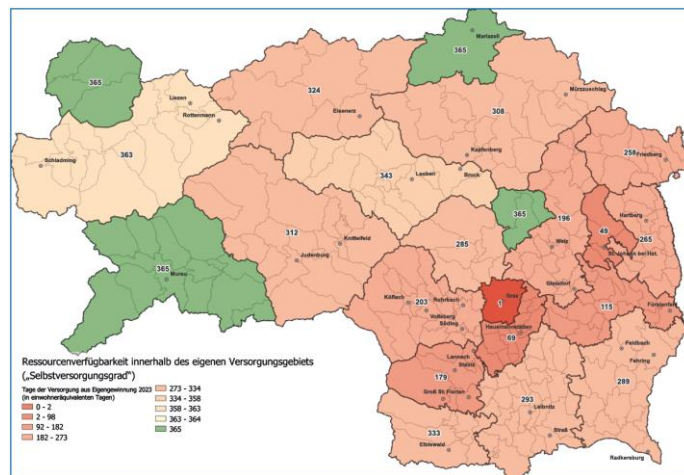 Mariazell
365
365
324
Liezen
Rottenmann
Eisenerz
Mürzzuschlag
308
363
Schladming
343
Kapfenberg
Leoben
Bruck
258
Friedberg
365
196
Hartberg
312
Knittelfeld
285
49
265
365
Judenburg
Weiz
St. Johann bei Hst.
Murau
Gleisdorf
Köflach
203
Rohrbach
1
Graz
115
Fürstenfeld
Voitsberg
Söding
Hausmannstätten
69
Feldbach
Fehring
Lannach
Stainz
179
Groß St. Florian
289
293
Leibnitz
333
Eibiswald
Straß
Radkersburg
Ressourcenverfügbarkeit innerhalb des eigenen Versorgungsgebiets
(„Selbstversorgungsgrad")
Tage der Versorgung aus Eigengewinnung 2023
(in einwohneräquivalenten Tagen)
0 - 2
2 - 98
92 - 182
182 - 273
273 - 334
334 - 358
358 - 363
363 - 364
365